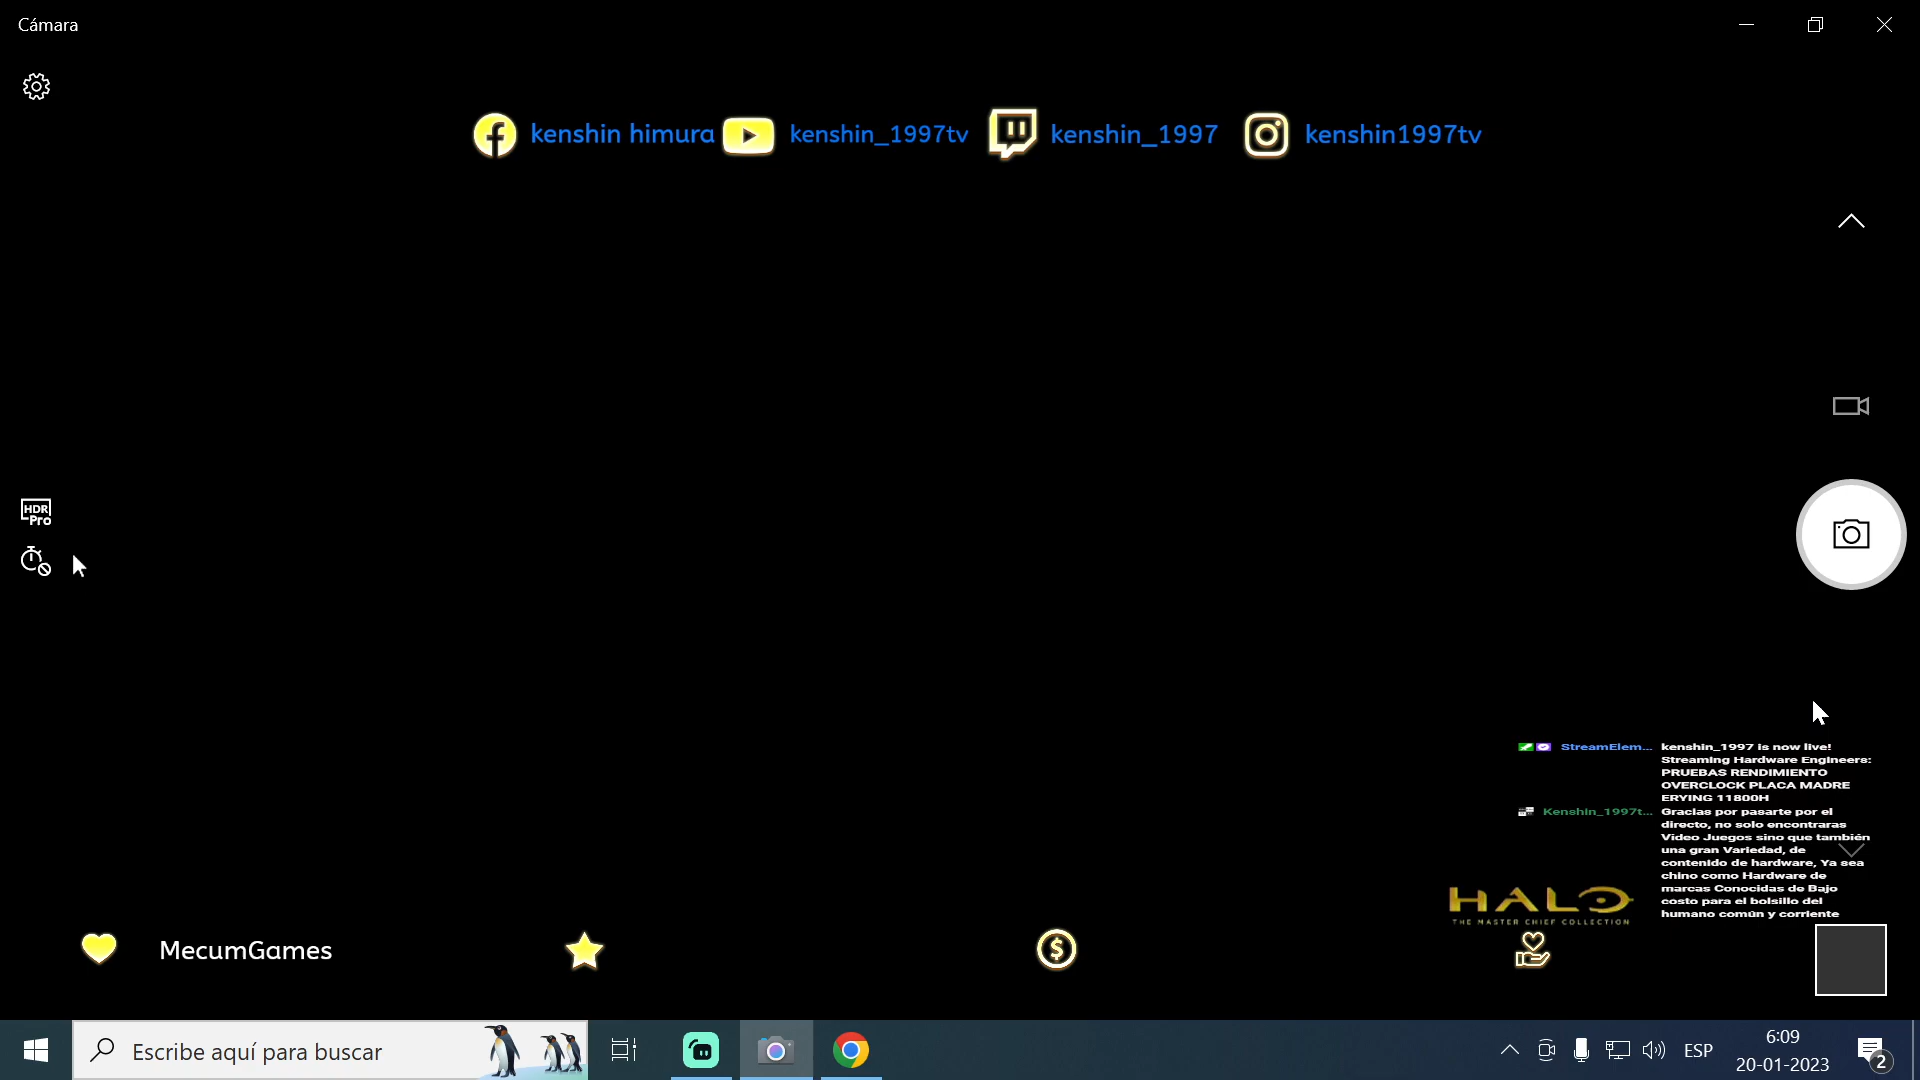 Cámara
kenshin himura
kenshin_1997tv
kenshin_1997
kenshin1997tv
HDR
Pro
StreamElem... kenshin_1997 is now live!
Streaming Hardware Engineers:
PRUEBAS RENDIMIENTO
OVERCLOCK PLACA MADRE
ERYING 11800H
Kenshin_1997t... Gracias por pasarte por el
directo, no solo encontraras
Video Juegos sino que también
una gran Variedad, de
contenido de hardware, Ya sea
chino como Hardware de
marcas Conocidas de Bajo
costo para el bolsillo del
humano común y corriente
HALO
THE MASTER CHIEF COLLECTION
MecumGames
Escribe aquí para buscar
ESP
6:09
20-01-2023
2